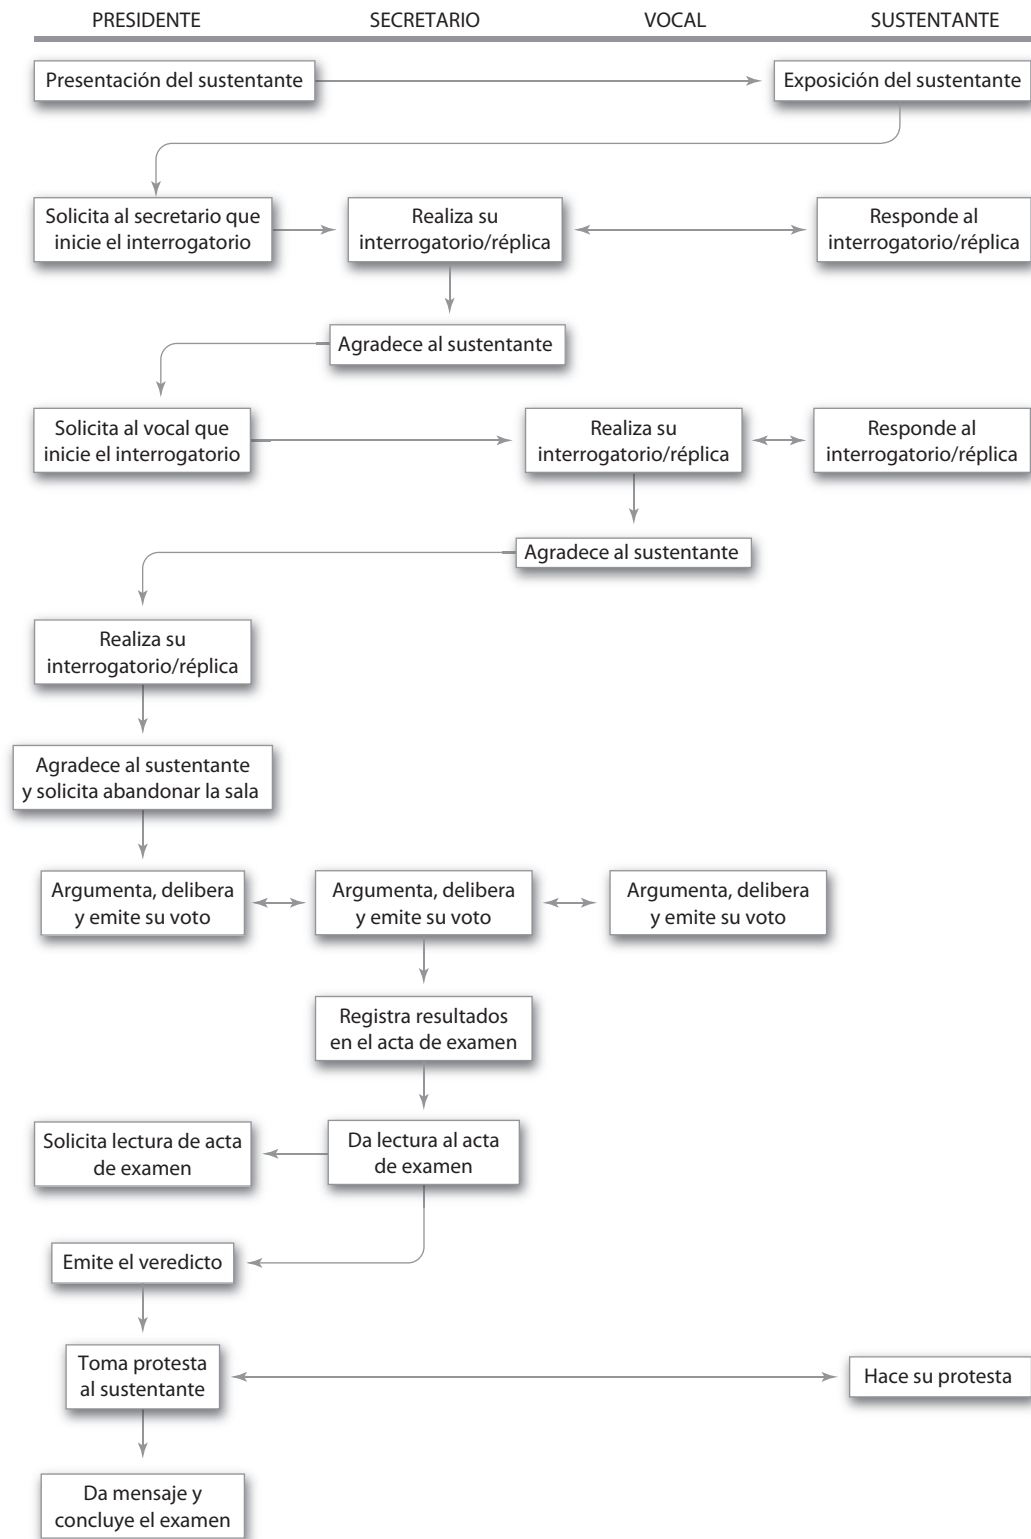 PRESIDENTE
SECRETARIO
VOCAL
SUSTENTANTE
Presentación del sustentante
Exposición del sustentante
Solicita al secretario que
inicie el interrogatorio
Realiza su
interrogatorio/réplica
Responde al
interrogatorio/réplica
Agradece al sustentante
Solicita al vocal que
inicie el interrogatorio
Realiza su
interrogatorio/réplica
Responde al
interrogatorio/réplica
Agradece al sustentante
Realiza su
interrogatorio/réplica
Agradece al sustentante
y solicita abandonar la sala
Argumenta, delibera
y emite su voto
Argumenta, delibera
y emite su voto
Argumenta, delibera
y emite su voto
Registra resultados
en el acta de examen
Solicita lectura de acta
de examen
Da lectura al acta
de examen
Emite el veredicto
Toma protesta
al sustentante
Hace su protesta
Da mensaje y
concluye el examen